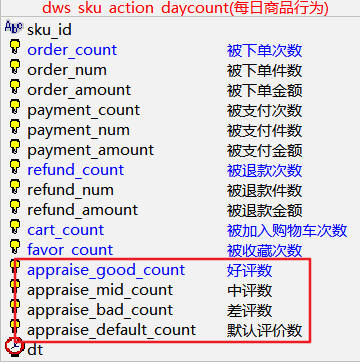 dws_sku_action_daycount(每日商品行为)
Abc sku_id
order_count 被下单次数
order_num 被下单件数
order_amount 被下单金额
payment_count 被支付次数
payment_num 被支付件数
payment_amount 被支付金额
refund_count 被退款次数
refund_num 被退款件数
refund_amount 被退款金额
cart_count 被加入购物车次数
favor_count 被收藏次数
appraise_good_count 好评数
appraise_mid_count 中评数
appraise_bad_count 差评数
appraise_default_count 默认评价数
dt